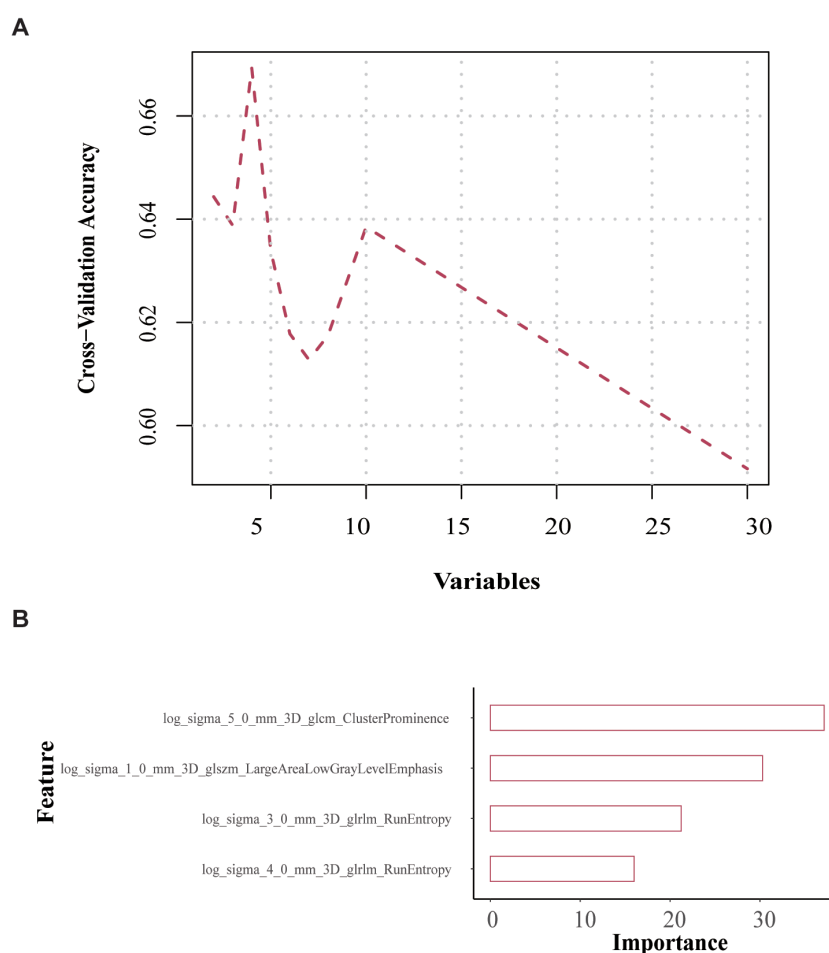 A
Cross−Validation Accuracy
0.66
0.64
0.62
0.60
5 10 15 20 25 30
Variables
B
Feature
log_sigma_5_0_mm_3D_glcm_ClusterProminence
log_sigma_1_0_mm_3D_glszm_LargeAreaLowGrayLevelEmphasis
log_sigma_3_0_mm_3D_glrlm_RunEntropy
log_sigma_4_0_mm_3D_glrlm_RunEntropy
0 10 20 30
Importance